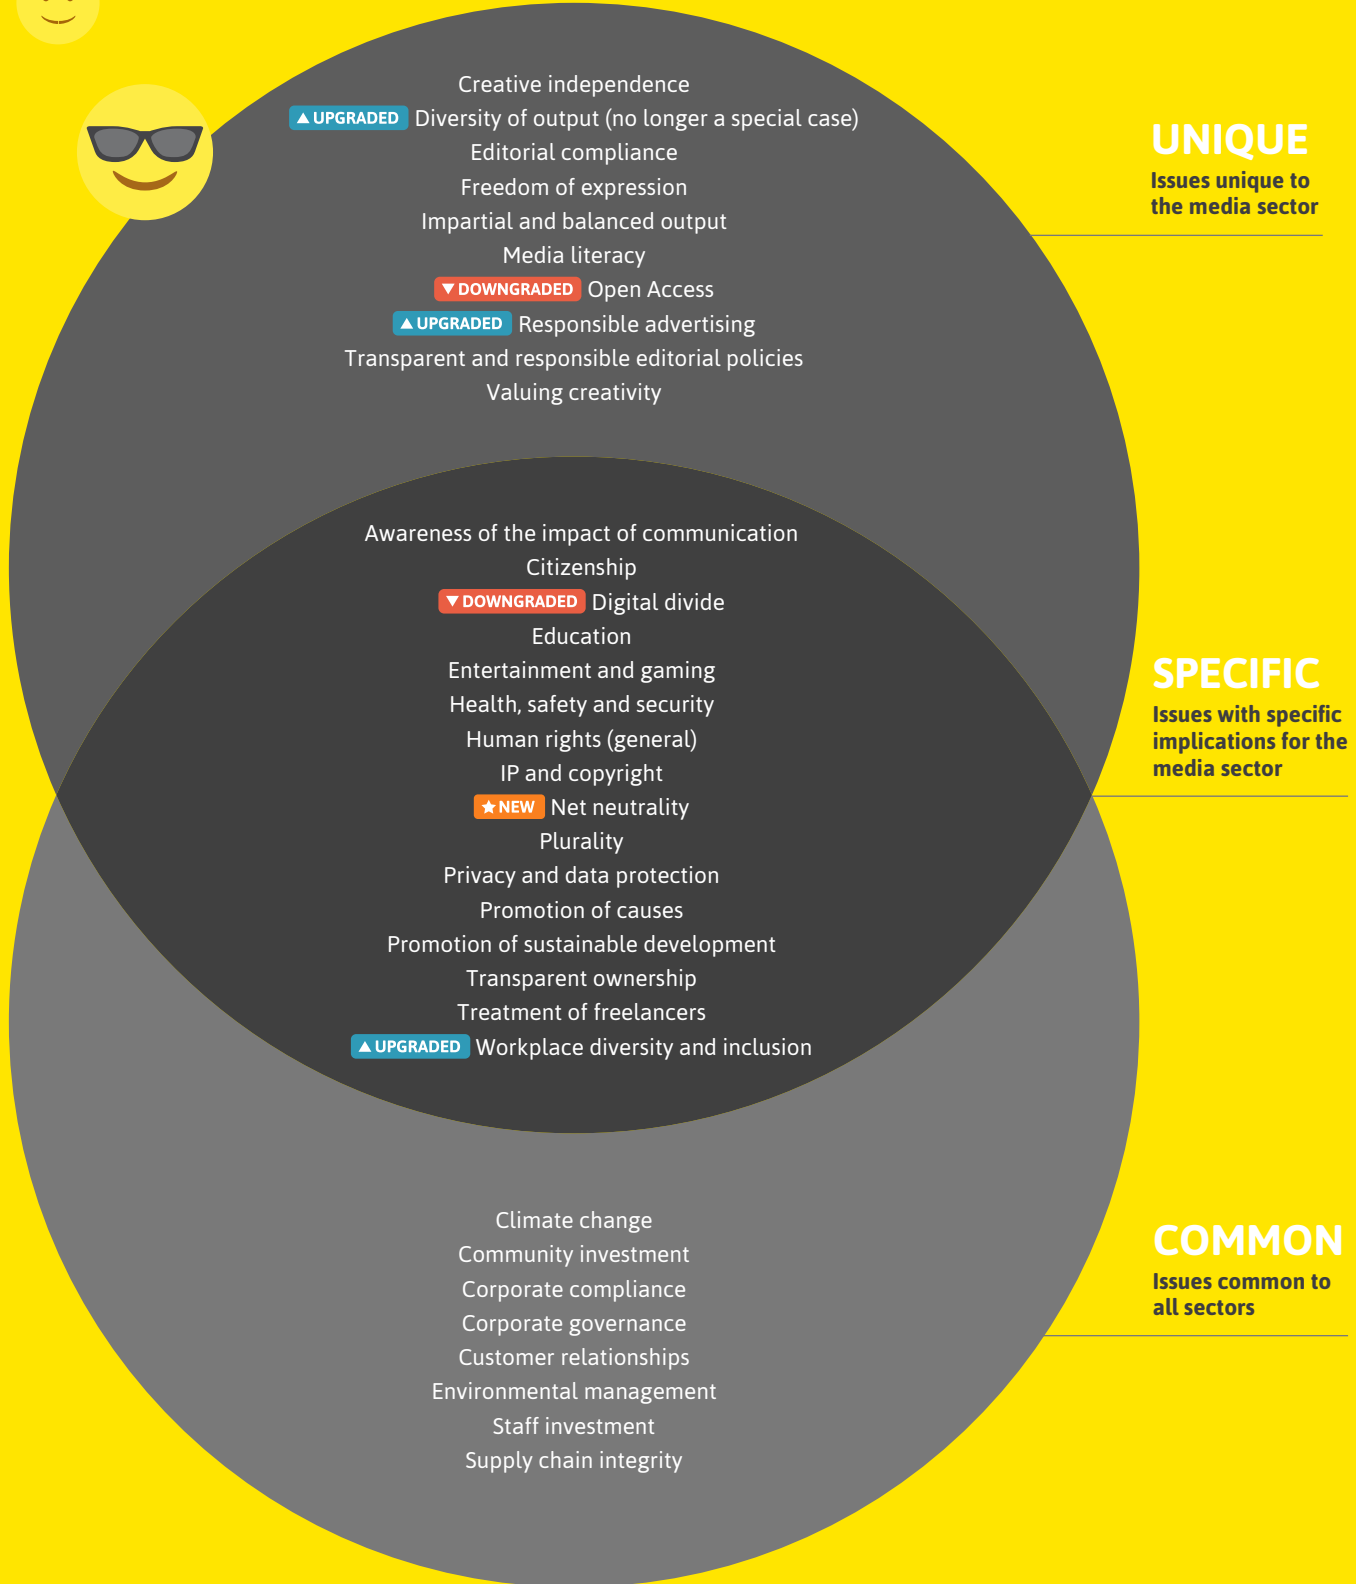 Creative independence
▲ UPGRADED Diversity of output (no longer a special case)
Editorial compliance
Freedom of expression
Impartial and balanced output
Media literacy
▼ DOWNGRADED Open Access
▲ UPGRADED Responsible advertising
Transparent and responsible editorial policies
Valuing creativity
UNIQUE
Issues unique to
the media sector
Awareness of the impact of communication
Citizenship
▼ DOWNGRADED Digital divide
Education
Entertainment and gaming
Health, safety and security
Human rights (general)
IP and copyright
★ NEW Net neutrality
Plurality
Privacy and data protection
Promotion of causes
Promotion of sustainable development
Transparent ownership
Treatment of freelancers
▲ UPGRADED Workplace diversity and inclusion
SPECIFIC
Issues with specific
implications for the
media sector
Climate change
Community investment
Corporate compliance
Corporate governance
Customer relationships
Environmental management
Staff investment
Supply chain integrity
COMMON
Issues common to
all sectors